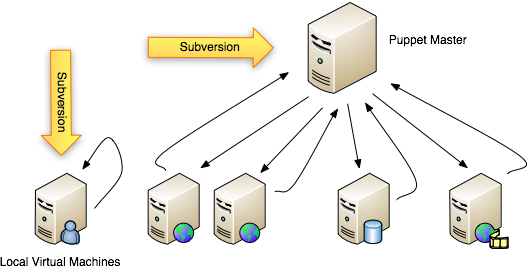 Subversion
Puppet Master
Subversion
Local Virtual Machines